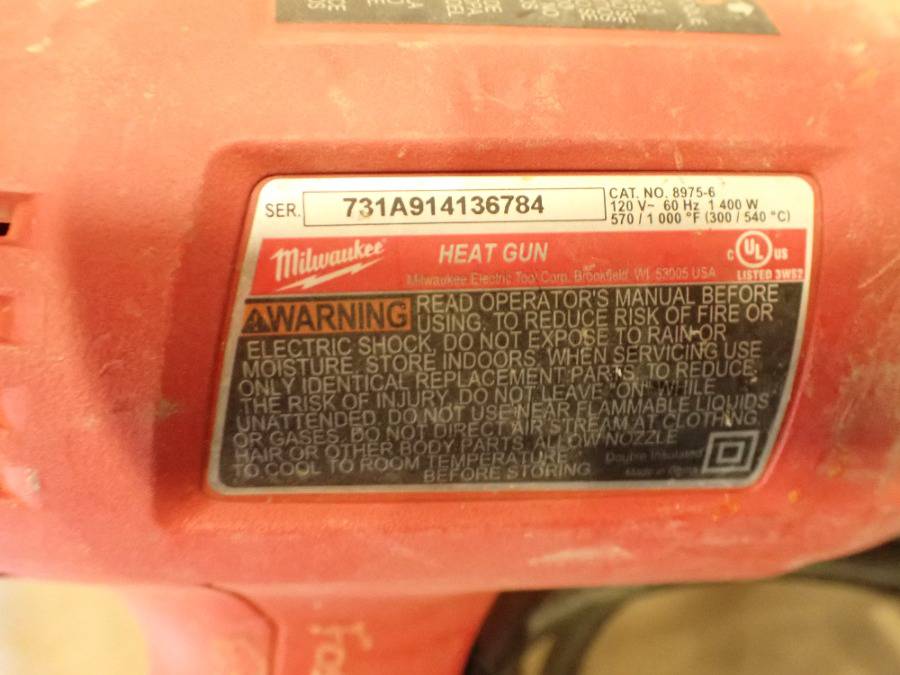 SER. 731A914136784
CAT. NO. 8975-6
120 V~ 60 Hz 1 400 W
570 / 1 000 °F (300 / 540 °C)
Milwaukee HEAT GUN
C UL US
LISTED 3W52
Milwaukee Electric Tool Corp. Brookfield, WI 53005 USA
WARNING READ OPERATOR'S MANUAL BEFORE
USING. TO REDUCE RISK OF FIRE OR
ELECTRIC SHOCK, DO NOT EXPOSE TO RAIN OR
MOISTURE. STORE INDOORS. WHEN SERVICING USE
ONLY IDENTICAL REPLACEMENT PARTS. TO REDUCE
THE RISK OF INJURY, DO NOT LEAVE "ON" WHILE
UNATTENDED. DO NOT USE NEAR FLAMMABLE LIQUIDS
OR GASES. DO NOT DIRECT AIR STREAM AT CLOTHING,
HAIR OR OTHER BODY PARTS. ALLOW NOZZLE
TO COOL TO ROOM TEMPERATURE
BEFORE STORING
Double Insulated
Made in China